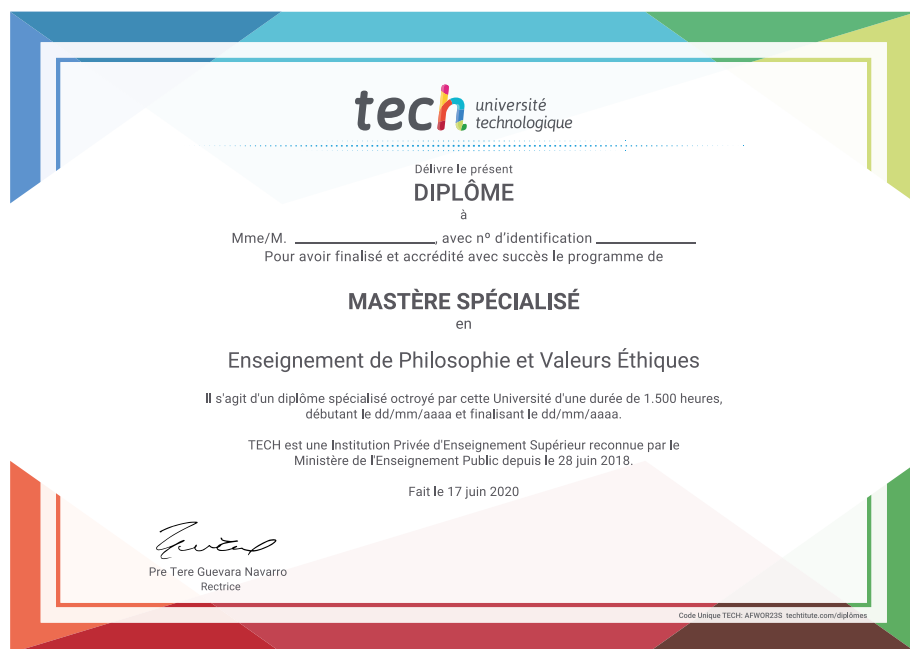 tech université
technologique
Délivre le présent
DIPLÔME
à
Mme/M. ____________, avec nº d'identification ____________
Pour avoir finalisé et accrédité avec succès le programme de
MASTÈRE SPÉCIALISÉ
en
Enseignement de Philosophie et Valeurs Éthiques
Il s'agit d'un diplôme spécialisé octroyé par cette Université d'une durée de 1.500 heures,
débutant le dd/mm/aaaa et finalisant le dd/mm/aaaa.
TECH est une Institution Privée d'Enseignement Supérieur reconnue par le
Ministère de l'Enseignement Public depuis le 28 juin 2018.
Fait le 17 juin 2020
Pre Tere Guevara Navarro
Rectrice
Code Unique TECH: AFWOR23S techtitute.com/diplômes